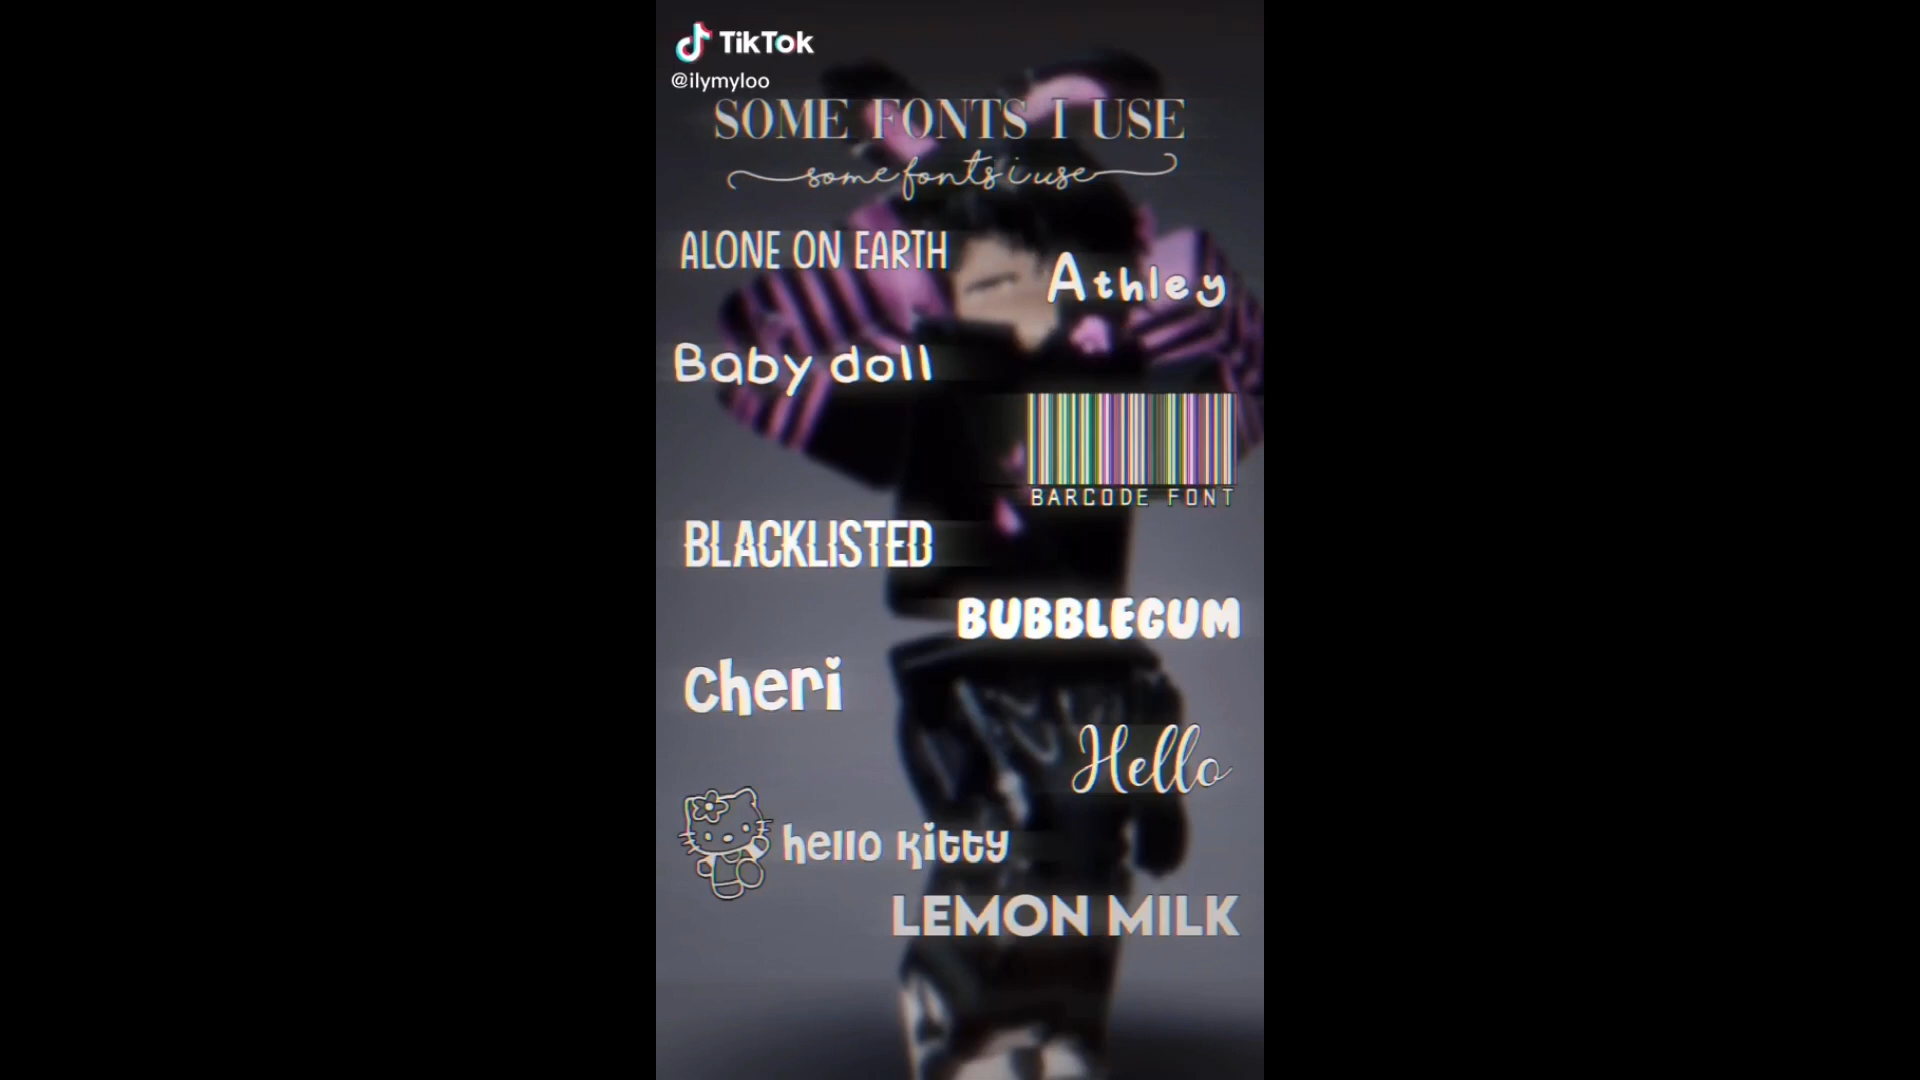 TikTok
@ilymyloo
SOME FONTS I USE
some fonts i use
ALONE ON EARTH
Athley
Baby doll
BARCODE FONT
BLACKLISTED
BUBBLEGUM
cheri
Hello
hello kitty
LEMON MILK